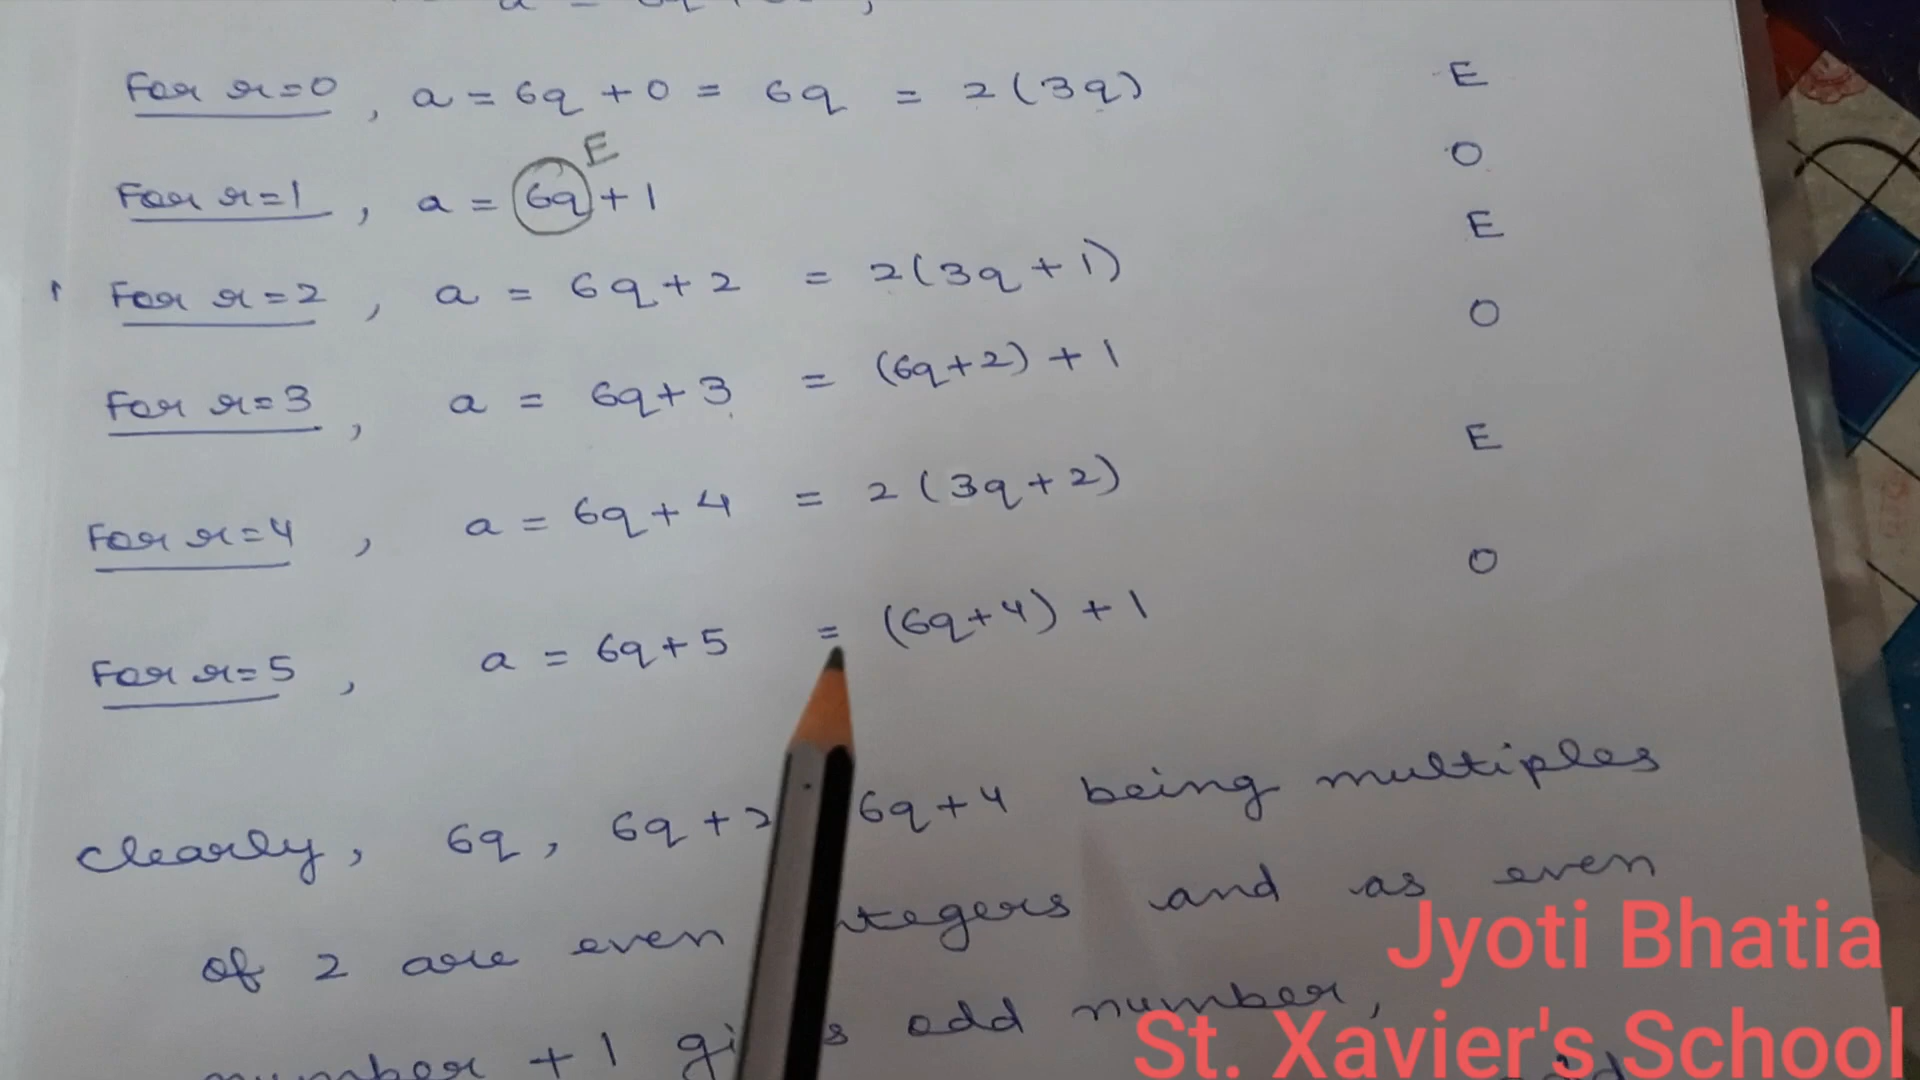 For r=0, a = 6q + 0 = 6q = 2(3q) E
For r=1, a = 6q + 1 O
E
For r=2, a = 6q + 2 = 2(3q + 1) E
For r=3, a = 6q + 3 = (6q + 2) + 1 O
For r=4, a = 6q + 4 = 2(3q + 2) E
For r=5, a = 6q + 5 = (6q + 4) + 1 O
Clearly, 6q, 6q + 2 6q + 4 being multiples
of 2 are even and as even
number + 1 odd number,
Jyoti Bhatia
St. Xavier's School